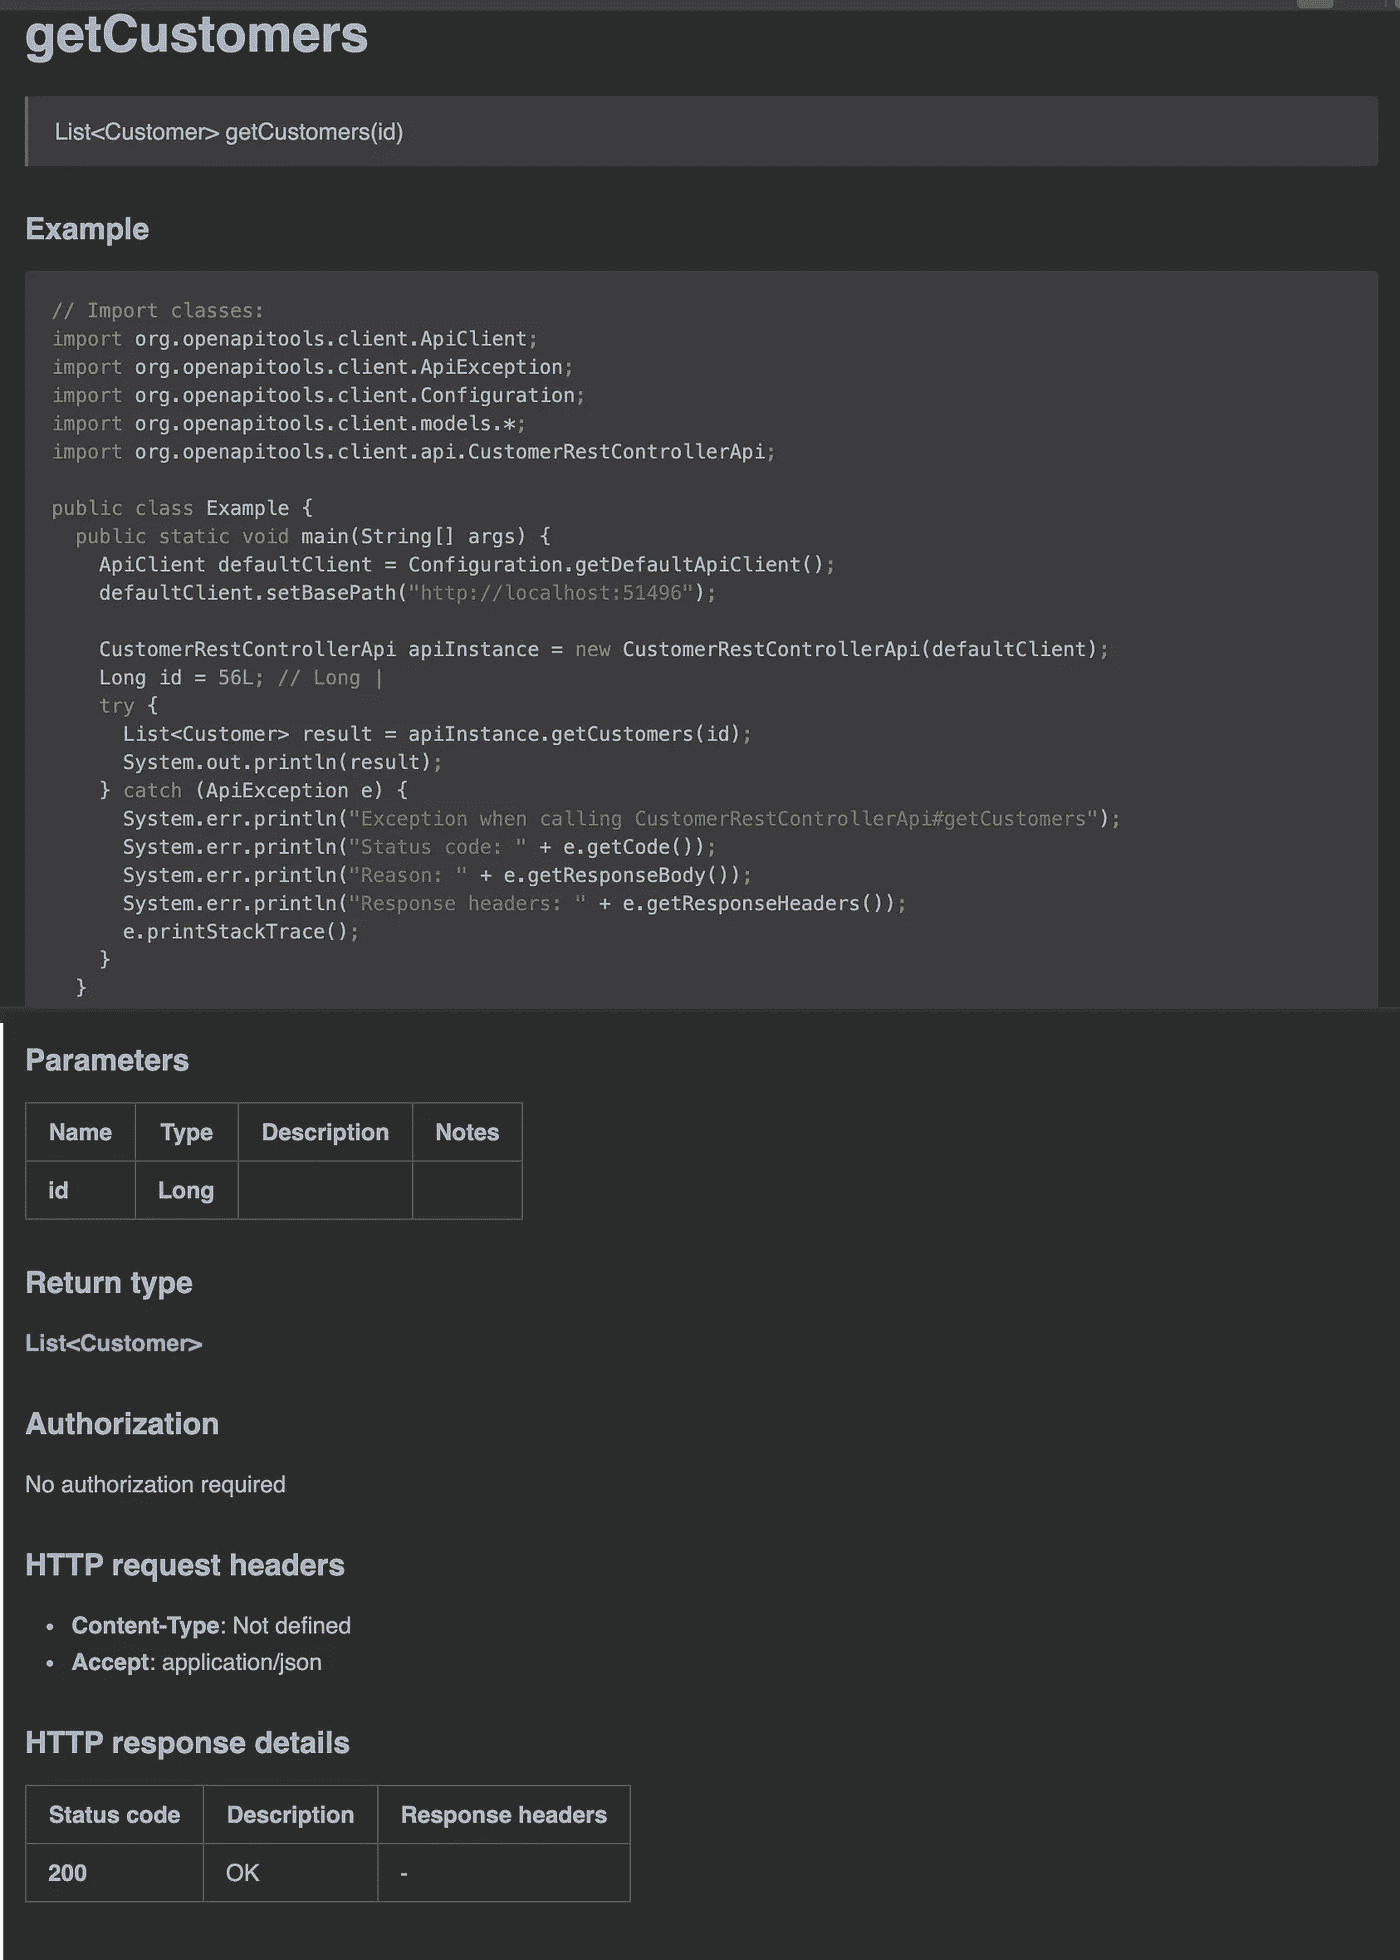 getCustomers
List<Customer> getCustomers(id)
Example
// Import classes:
import org.openapitools.client.ApiClient;
import org.openapitools.client.ApiException;
import org.openapitools.client.Configuration;
import org.openapitools.client.models.*;
import org.openapitools.client.api.CustomerRestControllerApi;

public class Example {
  public static void main(String[] args) {
    ApiClient defaultClient = Configuration.getDefaultApiClient();
    defaultClient.setBasePath("http://localhost:51496");

    CustomerRestControllerApi apiInstance = new CustomerRestControllerApi(defaultClient);
    Long id = 56L; // Long |
    try {
      List<Customer> result = apiInstance.getCustomers(id);
      System.out.println(result);
    } catch (ApiException e) {
      System.err.println("Exception when calling CustomerRestControllerApi#getCustomers");
      System.err.println("Status code: " + e.getCode());
      System.err.println("Reason: " + e.getResponseBody());
      System.err.println("Response headers: " + e.getResponseHeaders());
      e.printStackTrace();
    }
  }
Parameters
Name Type Description Notes
id Long
Return type
List<Customer>
Authorization
No authorization required
HTTP request headers
• Content-Type: Not defined
• Accept: application/json
HTTP response details
Status code Description Response headers
200 OK -